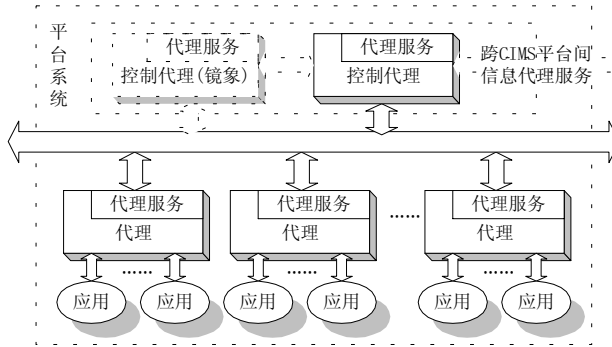 平台系统
代理服务
控制代理(镜象)
代理服务
控制代理
跨CIMS平台间
信息代理服务
代理服务
代理
代理服务
代理
……
代理服务
代理
……
……
……
应用
应用
应用
应用
应用
应用